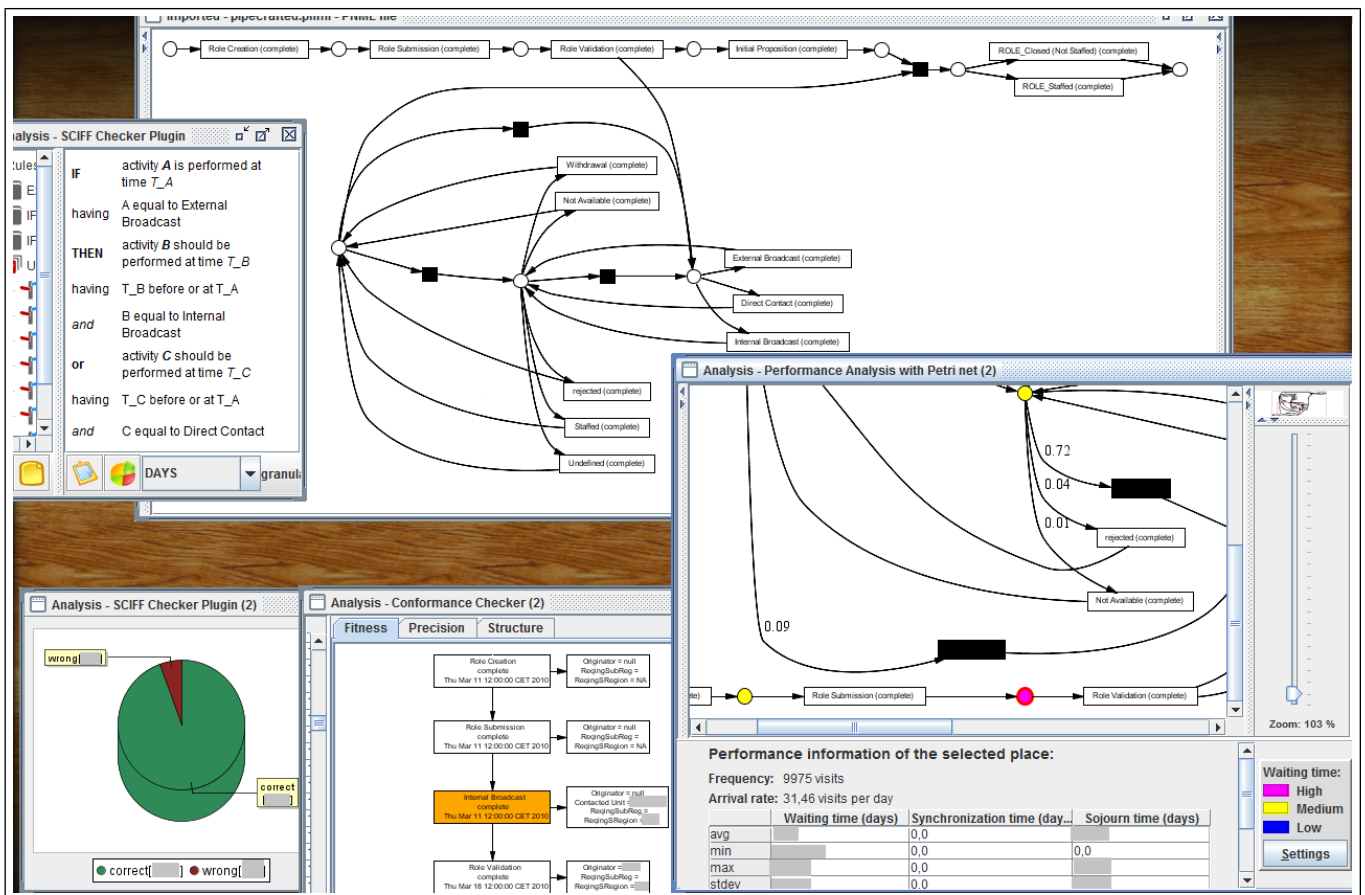 Imported - pipecrafted.pnml - PNML file
Role Creation (complete)
Role Submission (complete)
Role Validation (complete)
Initial Proposition (complete)
ROLE_Closed (Not Staffed) (complete)
ROLE_Staffed (complete)
Withdrawal (complete)
Not Available (complete)
External Broadcast (complete)
Direct Contact (complete)
Internal Broadcast (complete)
rejected (complete)
Staffed (complete)
Undefined (complete)
alysis - SCIFF Checker Plugin
Rules
E
IF
IF
U
IF activity A is performed at
time T_A
having A equal to External
Broadcast
THEN activity B should be
performed at time T_B
having T_B before or at T_A
and B equal to Internal
Broadcast
or activity C should be
performed at time T_C
having T_C before or at T_A
and C equal to Direct Contact
DAYS granula
Analysis - Performance Analysis with Petri net (2)
0.72
0.04
0.01
rejected (complete)
Not Available (complete)
0.09
Role Submission (complete)
Role Validation (complete)
Zoom: 103 %
Performance information of the selected place:
Frequency: 9975 visits
Arrival rate: 31,46 visits per day
Waiting time (days) Synchronization time (day... Sojourn time (days)
avg 0,0
min 0,0 0,0
max 0,0
stdev 0,0
Waiting time:
High
Medium
Low
Settings
Analysis - SCIFF Checker Plugin (2)
wrong[ ]
correct
[ ]
correct[ ] wrong[ ]
Analysis - Conformance Checker (2)
Fitness Precision Structure
Role Creation
complete
Thu Mar 11 12:00:00 CET 2010
Originator = null
ReqingSubReg =
ReqingSRegion = NA
Role Submission
complete
Thu Mar 11 12:00:00 CET 2010
Originator = null
ReqingSubReg =
ReqingSRegion = NA
Internal Broadcast
complete
Thu Mar 11 12:00:00 CET 2010
Originator = null
Contacted Unit =
ReqingSubReg =
ReqingSRegion =
Role Validation
complete
Thu Mar 18 12:00:00 CET 2010
Originator =
ReqingSubReg =
ReqingSRegion =